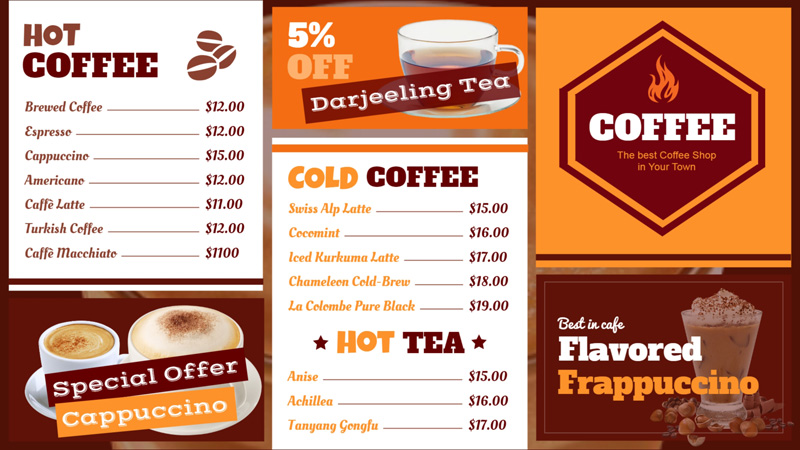 HOT
COFFEE
Brewed Coffee $12.00
Espresso $12.00
Cappuccino $15.00
Americano $12.00
Caffè Latte $11.00
Turkish Coffee $12.00
Caffè Macchiato $1100
Special Offer
Cappuccino
5%
OFF
Darjeeling Tea
COLD COFFEE
Swiss Alp Latte $15.00
Cocomint $16.00
Iced Kurkuma Latte $17.00
Chameleon Cold-Brew $18.00
La Colombe Pure Black $19.00
HOT TEA
Anise $15.00
Achillea $16.00
Tanyang Gongfu $17.00
COFFEE
The best Coffee Shop
in Your Town
Best in cafe
Flavored
Frappuccino